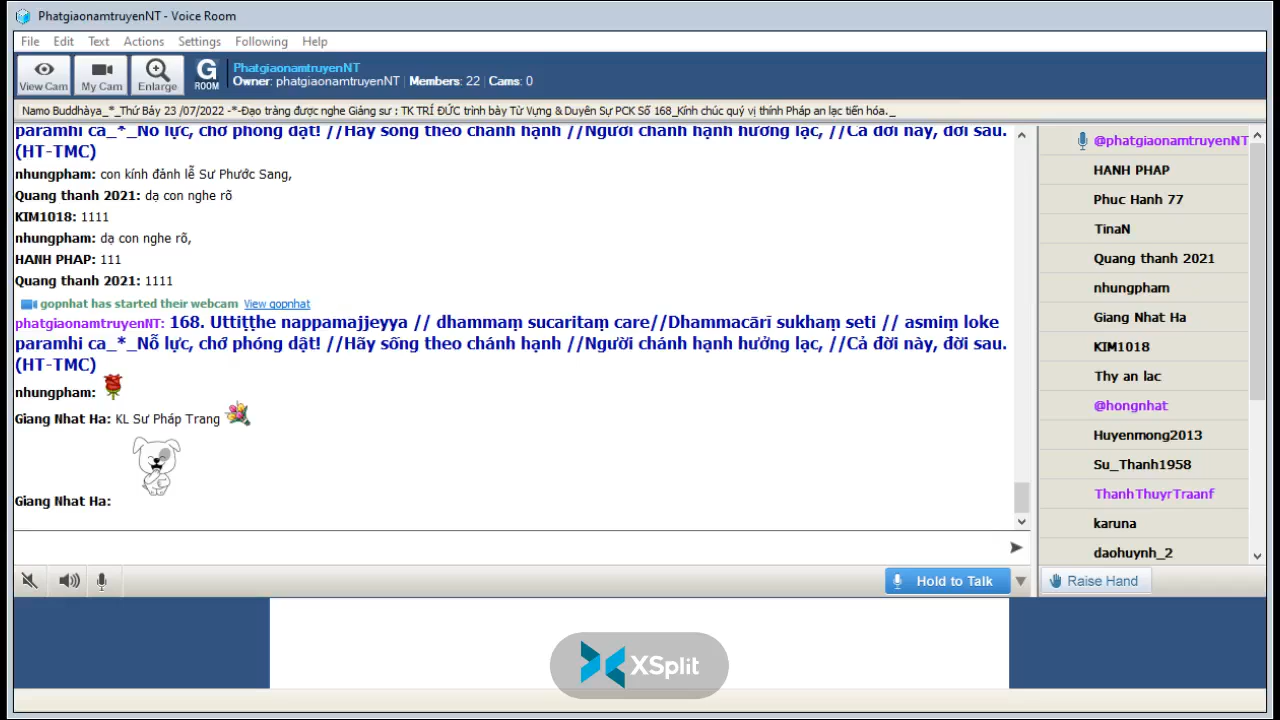 PhatgiaonamtruyenNT - Voice Room
File Edit Text Actions Settings Following Help
View Cam My Cam Enlarge G ROOM
PhatgiaonamtruyenNT
Owner: phatgiaonamtruyenNT Members: 22 Cams: 0
Namo Buddhàya_*_Thứ Bảy 23 /07/2022 -*-Đạo tràng được nghe Giảng sư : TK TRÍ ĐỨC trình bày Từ Vựng & Duyên Sự PCK Số 168_Kính chúc quý vị thính Pháp an lạc tiến hóa._
paramhi ca_*_Nỗ lực, chớ phóng dật! //Hãy sống theo chánh hạnh //Người chánh hạnh hưởng lạc, //Cả đời này, đời sau.
(HT-TMC)
nhungpham: con kính đảnh lễ Sư Phước Sang,
Quang thanh 2021: dạ con nghe rõ
KIM1018: 1111
nhungpham: dạ con nghe rõ,
HANH PHAP: 111
Quang thanh 2021: 1111
gopnhat has started their webcam View gopnhat
phatgiaonamtruyenNT: 168. Uttiṭṭhe nappamajjeyya // dhammaṃ sucaritaṃ care//Dhammacārī sukhaṃ seti // asmiṃ loke
paramhi ca_*_Nỗ lực, chớ phóng dật! //Hãy sống theo chánh hạnh //Người chánh hạnh hưởng lạc, //Cả đời này, đời sau.
(HT-TMC)
nhungpham:
Giang Nhat Ha: KL Sư Pháp Trang
Giang Nhat Ha:
@phatgiaonamtruyenNT
HANH PHAP
Phuc Hanh 77
TinaN
Quang thanh 2021
nhungpham
Giang Nhat Ha
KIM1018
Thy an lac
@hongnhat
Huyenmong2013
Su_Thanh1958
ThanhThuyrTraanf
karuna
daohuynh_2
Hold to Talk
Raise Hand
XSplit